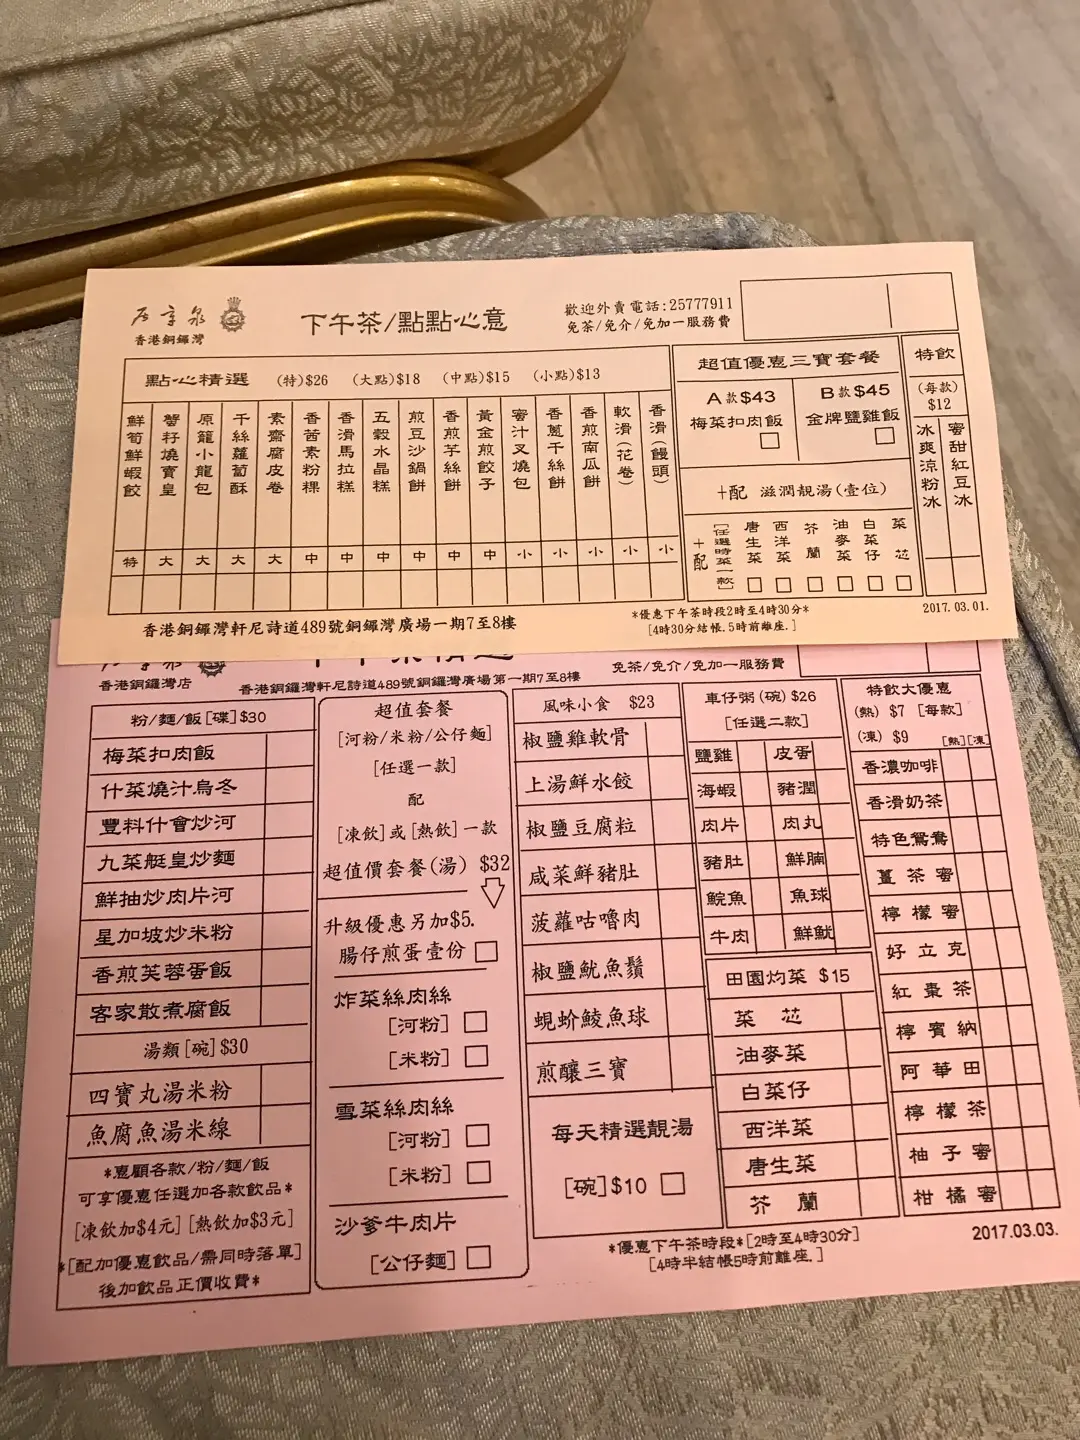 香港銅鑼灣
下午茶/點點心意
歡迎外賣電話:25777911
免茶/免介/免加一服務費
點心精選 (特)$26 (大點)$18 (中點)$15 (小點)$13
鮮筍鮮蝦餃 特
蟹籽燒賣皇 大
原籠小籠包 大
千絲蘿蔔酥 大
素齋腐皮卷 大
香茜素粉粿 中
香滑馬拉糕 中
五穀水晶糕 中
煎豆沙鍋餅 中
香煎芋絲餅 中
黃金煎餃子 中
蜜汁叉燒包 小
香蔥千絲餅 小
香煎南瓜餅 小
軟滑(花卷) 小
香滑(饅頭) 小
超值優惠三寶套餐
A款$43
梅菜扣肉飯
B款$45
金牌鹽雞飯
+配 滋潤靚湯(壹位)
+配
[任選時菜一款]
唐生菜
西洋菜
芥蘭
油麥菜
白菜仔
菜芯
特飲
(每款)
$12
冰爽涼粉冰
蜜甜紅豆冰
香港銅鑼灣軒尼詩道489號銅鑼灣廣場一期7至8樓
*優惠下午茶時段2時至4時30分*
[4時30分結帳.5時前離座.]
2017.03.01.
香港銅鑼灣店
香港銅鑼灣軒尼詩道489號銅鑼灣廣場第一期7至8樓
免茶/免介/免加一服務費
粉/麵/飯[碟]$30
梅菜扣肉飯
什菜燒汁烏冬
豐料什會炒河
九菜艇皇炒麵
鮮抽炒肉片河
星加坡炒米粉
香煎芙蓉蛋飯
客家散煮腐飯
湯類[碗]$30
四寶丸湯米粉
魚腐魚湯米線
*惠顧各款/粉/麵/飯
可享優惠任選加各款飲品*
[凍飲加$4元][熱飲加$3元]
*[配加優惠飲品/需同時落單]
後加飲品正價收費*
超值套餐
[河粉/米粉/公仔麵]
[任選一款]
配
[凍飲]或[熱飲]一款
超值價套餐(湯) $32
升級優惠另加$5.
腸仔煎蛋壹份
炸菜絲肉絲
[河粉]
[米粉]
雪菜絲肉絲
[河粉]
[米粉]
沙爹牛肉片
[公仔麵]
風味小食 $23
椒鹽雞軟骨
上湯鮮水餃
椒鹽豆腐粒
咸菜鮮豬肚
菠蘿咕嚕肉
椒鹽魷魚鬚
蜆蚧鯪魚球
煎釀三寶
每天精選靚湯
[碗]$10
車仔粥(碗) $26
[任選二款]
鹽雞 皮蛋
海蝦 豬潤
肉片 肉丸
豬肚 鮮腩
鯇魚 魚球
牛肉 鮮魷
田園灼菜 $15
菜芯
油麥菜
白菜仔
西洋菜
唐生菜
芥蘭
特飲大優惠
(熱) $7 [每款]
(凍) $9 [熱][凍]
香濃咖啡
香滑奶茶
特色鴛鴦
薑茶蜜
檸檬蜜
好立克
紅棗茶
檸賓納
阿華田
檸檬茶
柚子蜜
柑橘蜜
*優惠下午茶時段*[2時至4時30分]
[4時半結帳5時前離座.]
2017.03.03.